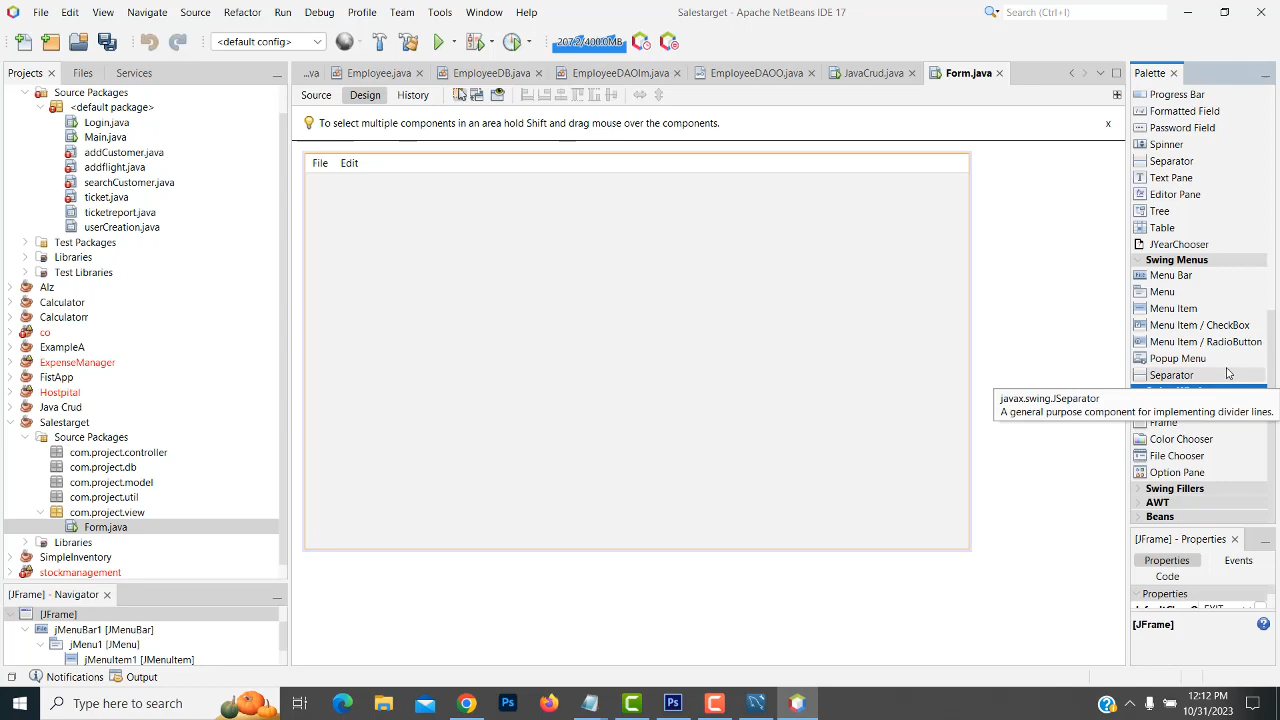 File Edit View Navigate Source Refactor Run Debug Profile Team Tools Window Help Salestarget - Apache NetBeans IDE 17 Search (Ctrl+I)
<default config>
Projects Files Services
...va Employee.java EmployeeDB.java EmployeeDAOIm.java EmployeeDAOO.java JavaCrud.java Form.java
Source Design History
To select multiple components in an area hold Shift and drag mouse over the components. x
File Edit
Source Packages
<default package>
Login.java
Main.java
addCustomer.java
addflight.java
searchCustomer.java
ticket.java
ticketreport.java
userCreation.java
Test Packages
Libraries
Test Libraries
Alz
Calculator
Calculatorr
co
ExampleA
ExpenseManager
FistApp
Hostpital
Java Crud
Salestarget
Source Packages
com.project.controller
com.project.db
com.project.model
com.project.util
com.project.view
Form.java
Libraries
SimpleInventory
stockmanagement
[JFrame] - Navigator
[JFrame]
jMenuBar1 [JMenuBar]
jMenu1 [JMenu]
jMenuItem1 [JMenuItem]
Palette
Progress Bar
Formatted Field
Password Field
Spinner
Separator
Text Pane
Editor Pane
Tree
Table
JYearChooser
Swing Menus
Menu Bar
Menu
Menu Item
Menu Item / CheckBox
Menu Item / RadioButton
Popup Menu
Separator
javax.swing.JSeparator
A general purpose component for implementing divider lines.
Frame
Color Chooser
File Chooser
Option Pane
Swing Fillers
AWT
Beans
[JFrame] - Properties
Properties Events
Code
Properties
[JFrame]
Notifications Output
Type here to search
12:12 PM
10/31/2023